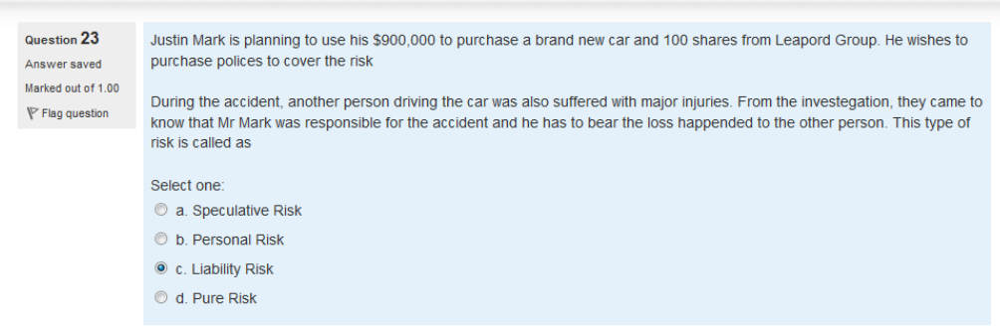 Question 23
Answer saved
Marked out of 1.00
Flag question
Justin Mark is planning to use his $900,000 to purchase a brand new car and 100 shares from Leapord Group. He wishes to
purchase polices to cover the risk
During the accident, another person driving the car was also suffered with major injuries. From the investegation, they came to
know that Mr Mark was responsible for the accident and he has to bear the loss happended to the other person. This type of
risk is called as
Select one:
a. Speculative Risk
b. Personal Risk
c. Liability Risk
d. Pure Risk